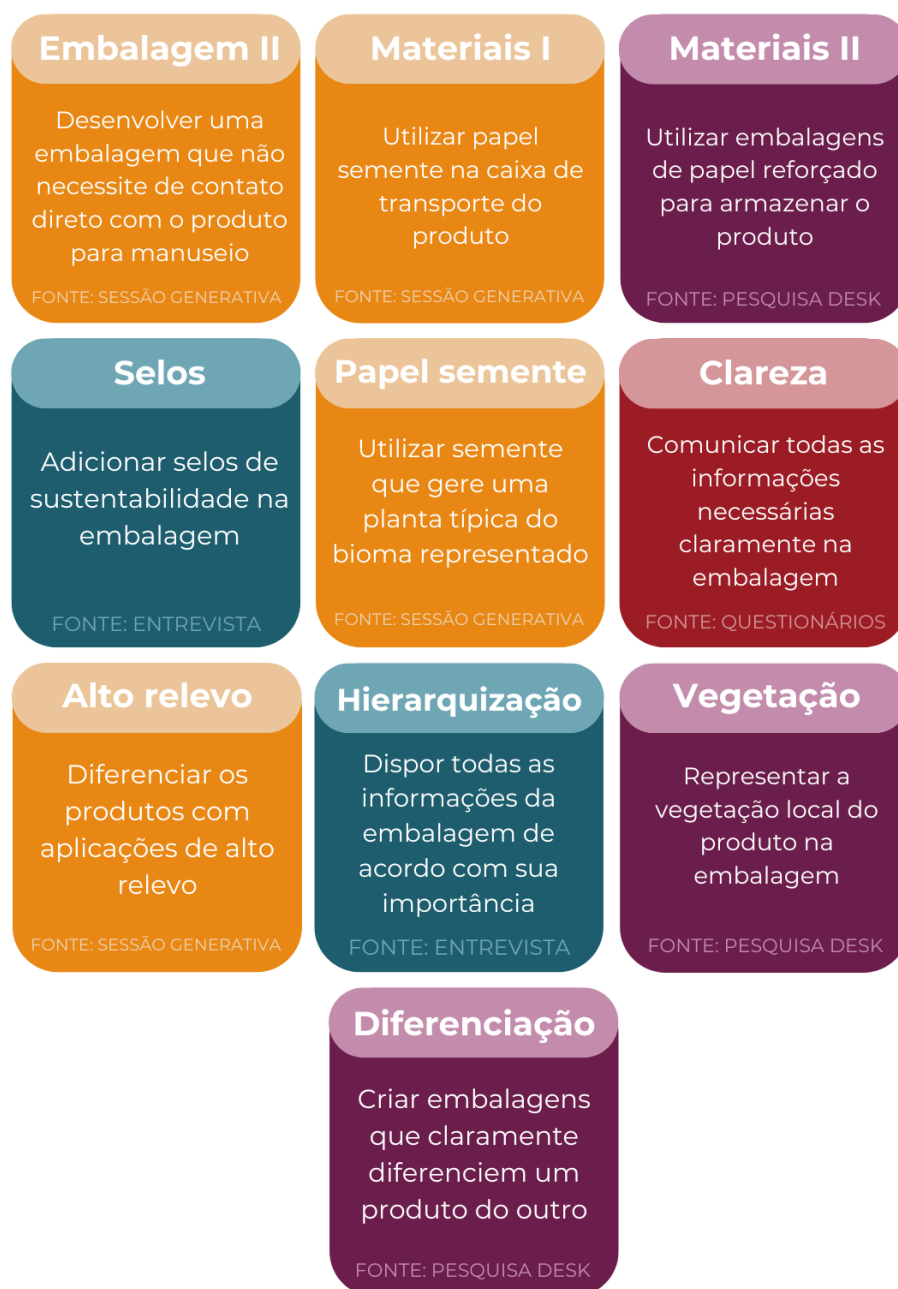 Embalagem II
Desenvolver uma
embalagem que não
necessite de contato
direto com o produto
para manuseio
FONTE: SESSÃO GENERATIVA
Materiais I
Utilizar papel
semente na caixa de
transporte do
produto
FONTE: SESSÃO GENERATIVA
Materiais II
Utilizar embalagens
de papel reforçado
para armazenar o
produto
FONTE: PESQUISA DESK
Selos
Adicionar selos de
sustentabilidade na
embalagem
FONTE: ENTREVISTA
Papel semente
Utilizar semente
que gere uma
planta típica do
bioma representado
FONTE: SESSÃO GENERATIVA
Clareza
Comunicar todas as
informações
necessárias
claramente na
embalagem
FONTE: QUESTIONÁRIOS
Alto relevo
Diferenciar os
produtos com
aplicações de alto
relevo
FONTE: SESSÃO GENERATIVA
Hierarquização
Dispor todas as
informações da
embalagem de
acordo com sua
importância
FONTE: ENTREVISTA
Vegetação
Representar a
vegetação local do
produto na
embalagem
FONTE: PESQUISA DESK
Diferenciação
Criar embalagens
que claramente
diferenciem um
produto do outro
FONTE: PESQUISA DESK